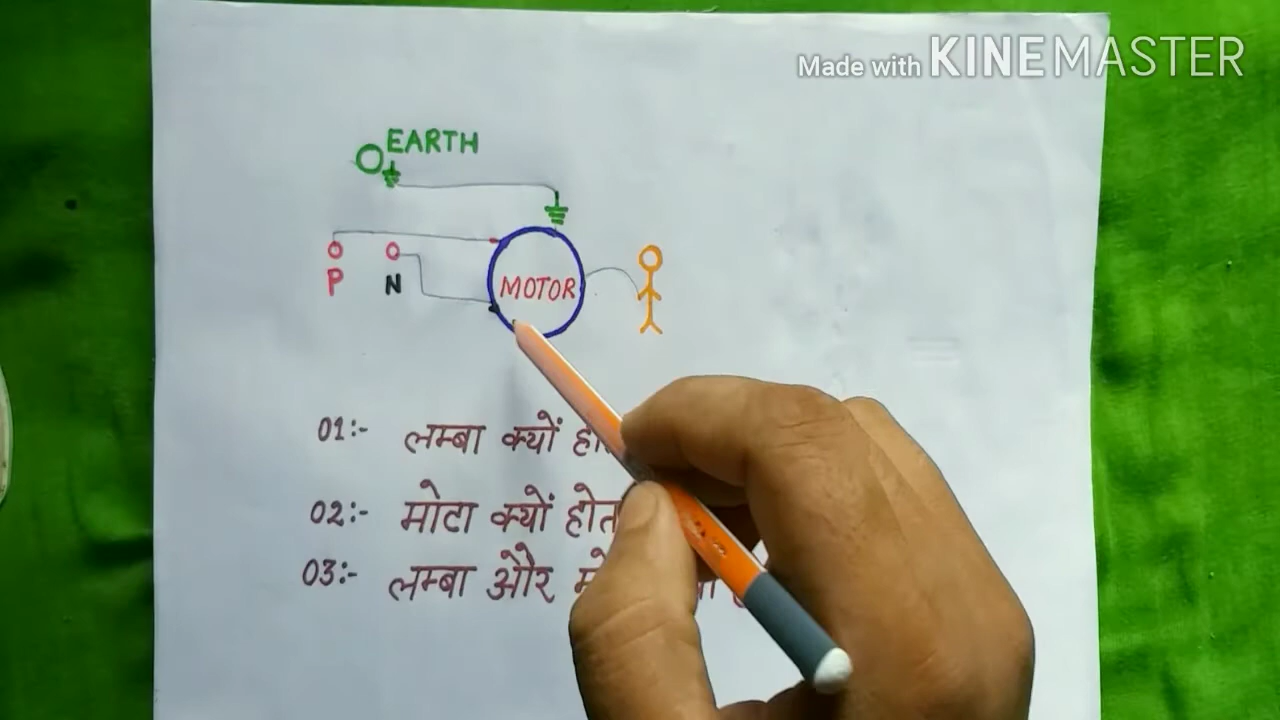 Made with KINEMASTER
EARTH
P N MOTOR
01:- लम्बा क्यों
02:- मोटा क्यों
03:- लम्बा और